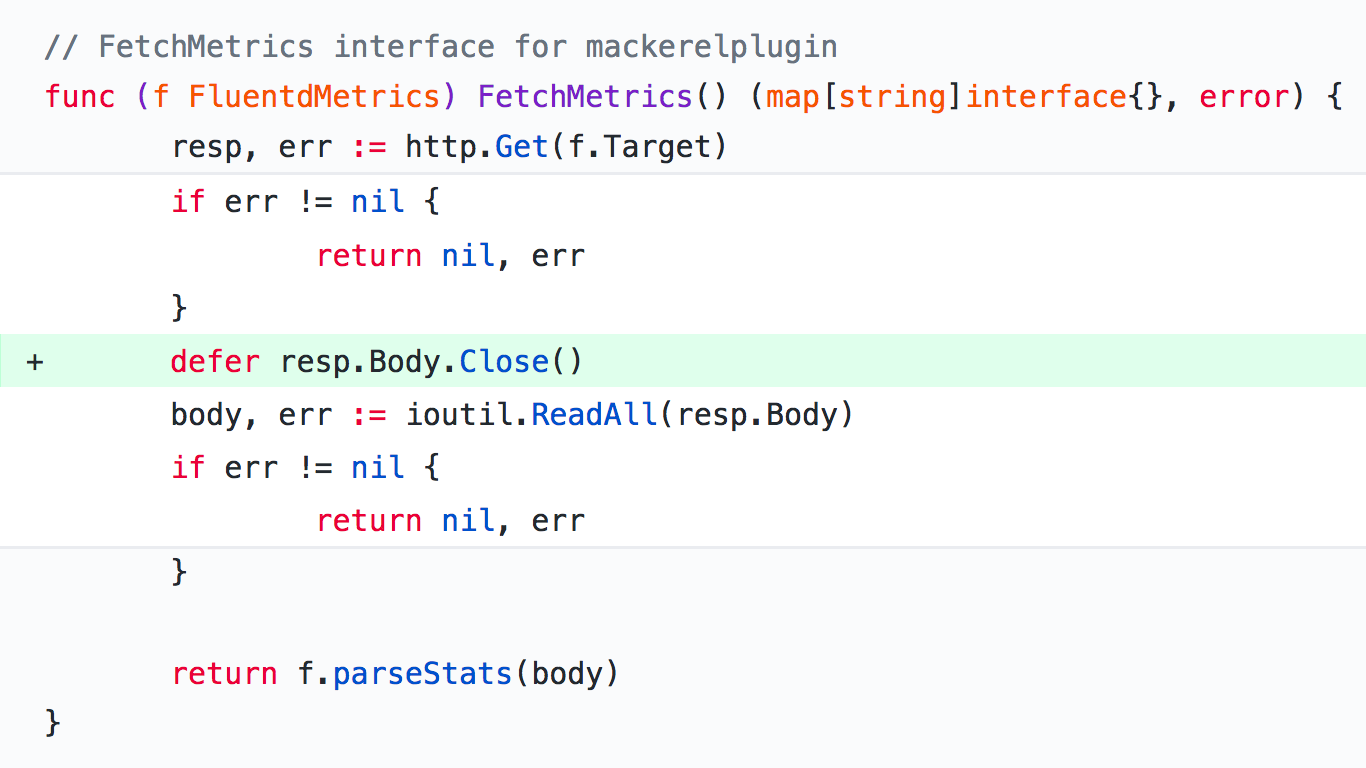 // FetchMetrics interface for mackerelplugin
func (f FluentdMetrics) FetchMetrics() (map[string]interface{}, error) {
        resp, err := http.Get(f.Target)
        if err != nil {
                return nil, err
        }
+       defer resp.Body.Close()
        body, err := ioutil.ReadAll(resp.Body)
        if err != nil {
                return nil, err
        }

        return f.parseStats(body)
}